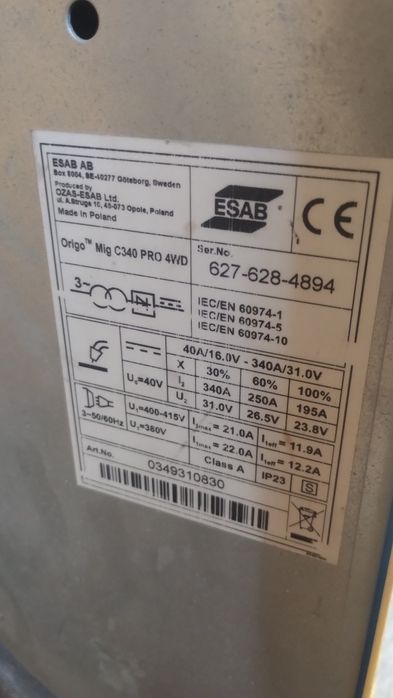 ESAB AB
Box 8004, SE-40277 Göteborg, Sweden
Produced by
OZAS-ESAB Ltd.
ul. A.Struga 10, 45-073 Opole, Poland
Made in Poland
ESAB
CE
Origo™ Mig C340 PRO 4WD
Ser.No.
627-628-4894
3~
IEC/EN 60974-1
IEC/EN 60974-5
IEC/EN 60974-10
40A/16.0V - 340A/31.0V
X 30% 60% 100%
U₀=40V I₂ 340A 250A 195A
U₂ 31.0V 26.5V 23.8V
3~50/60Hz U₁=400-415V I₁max= 21.0A I₁eff= 11.9A
U₁=380V I₁max= 22.0A I₁eff= 12.2A
Art.No. 0349310830 Class A IP23 S